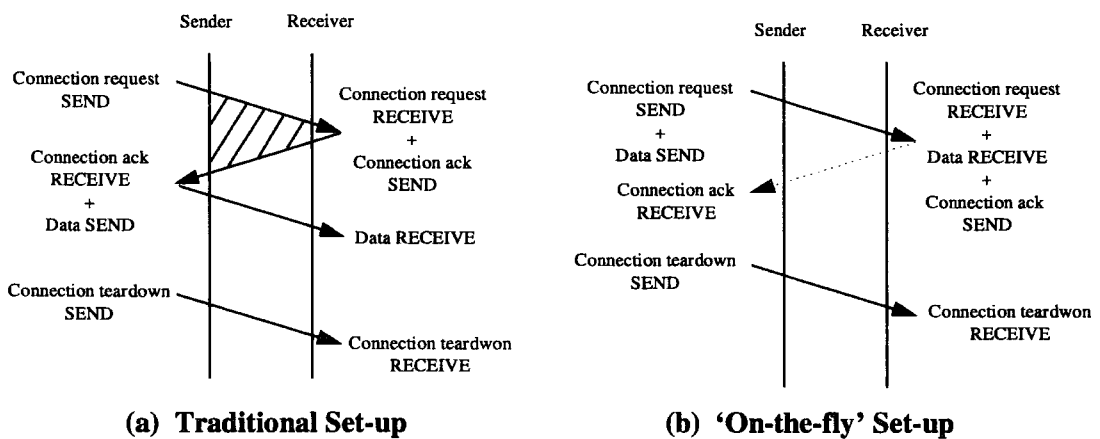 Sender
Receiver
Connection request
SEND
Connection request
RECEIVE
+
Connection ack
SEND
Connection ack
RECEIVE
+
Data SEND
Data RECEIVE
Connection teardown
SEND
Connection teardwon
RECEIVE
(a) Traditional Set-up
Sender
Receiver
Connection request
SEND
+
Data SEND
Connection request
RECEIVE
+
Data RECEIVE
+
Connection ack
SEND
Connection ack
RECEIVE
Connection teardown
SEND
Connection teardwon
RECEIVE
(b) ‘On-the-fly’ Set-up